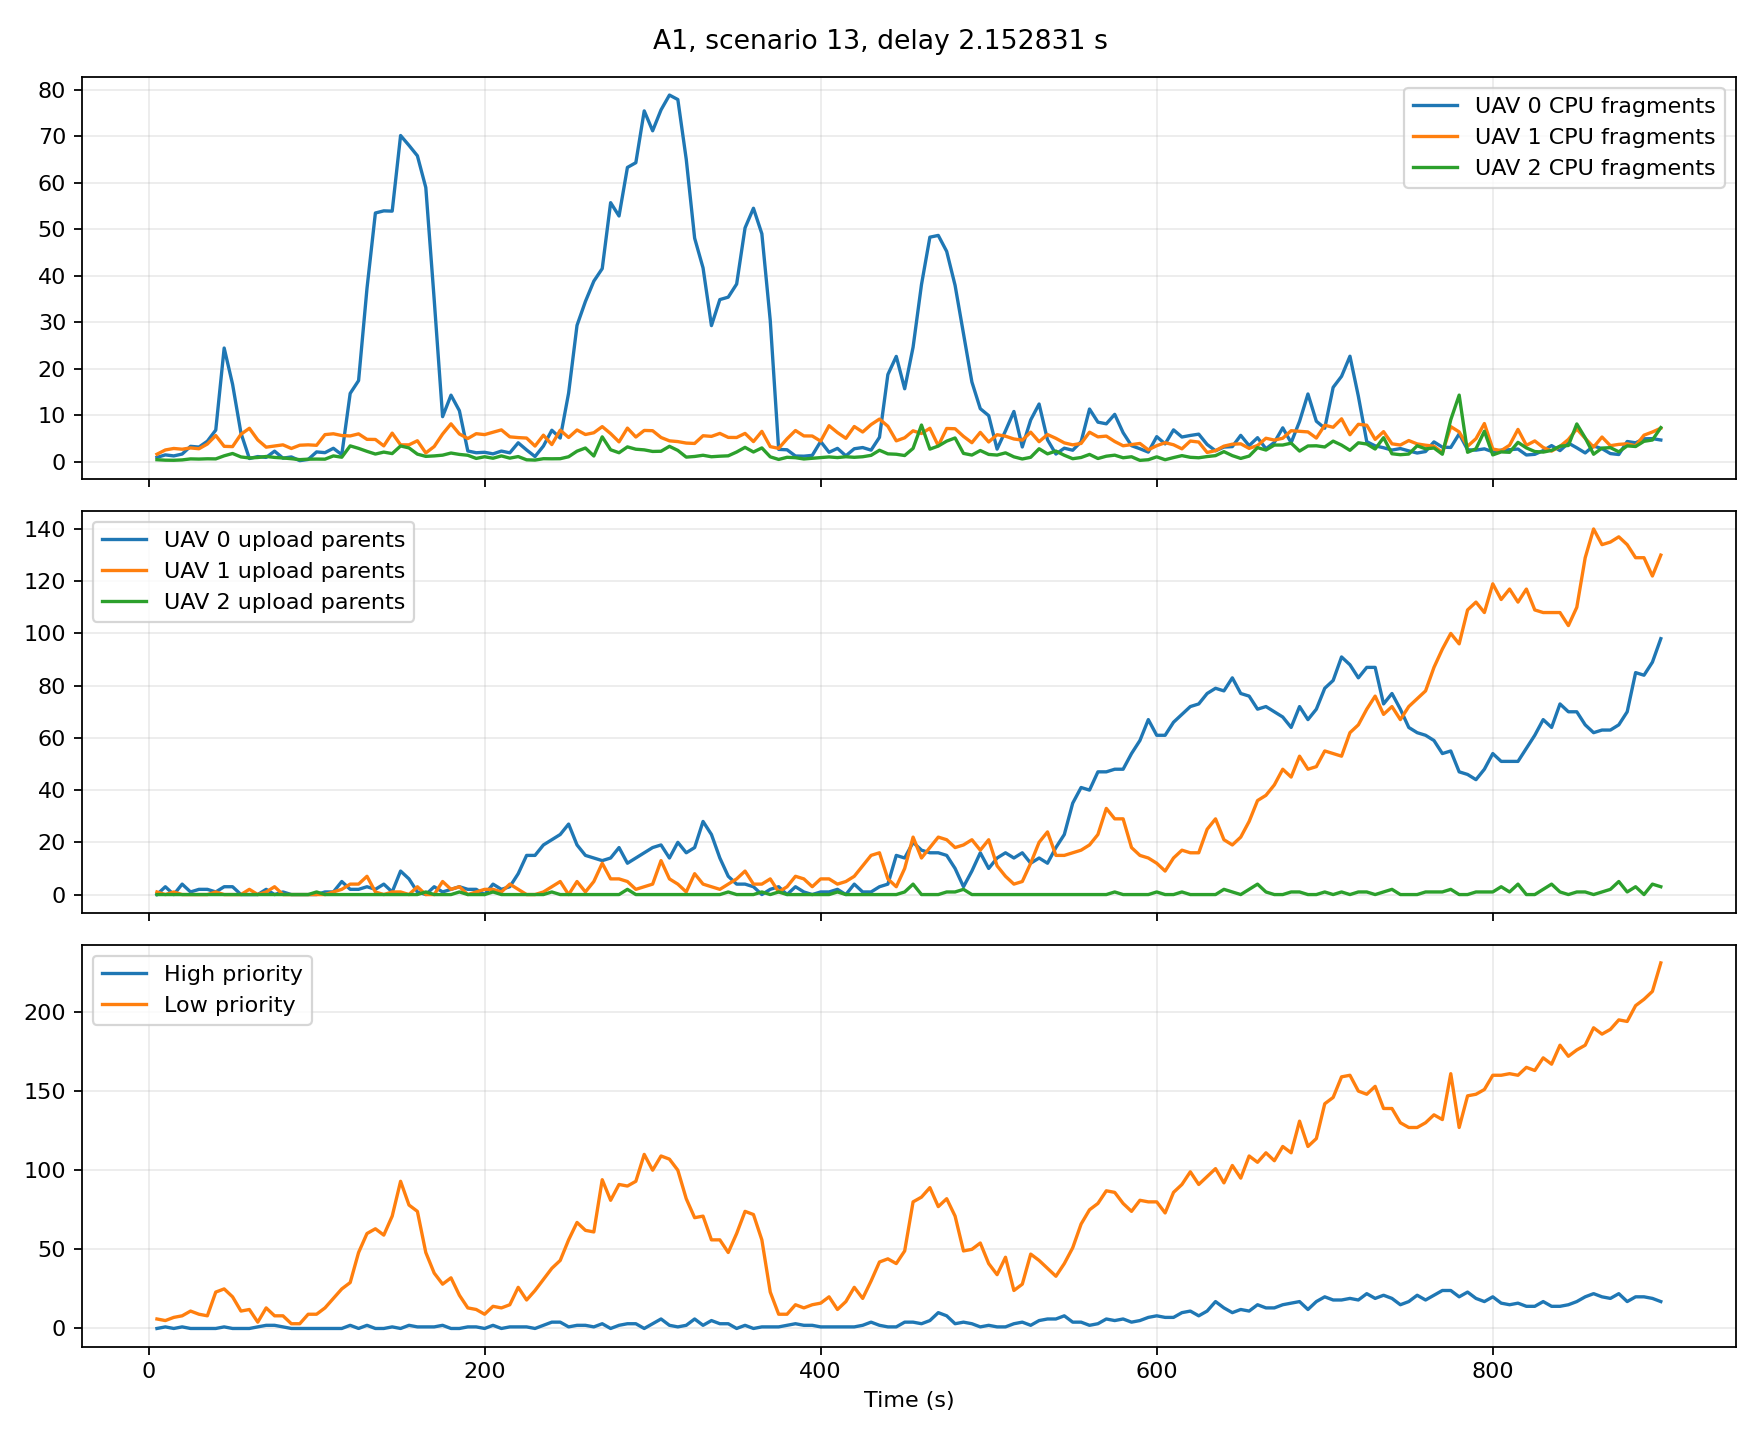 A1, scenario 13, delay 2.152831 s
80
70
60
50
40
30
20
10
0
UAV 0 CPU fragments
UAV 1 CPU fragments
UAV 2 CPU fragments
140
120
100
80
60
40
20
0
UAV 0 upload parents
UAV 1 upload parents
UAV 2 upload parents
200
150
100
50
0
High priority
Low priority
0 200 400 600 800
Time (s)